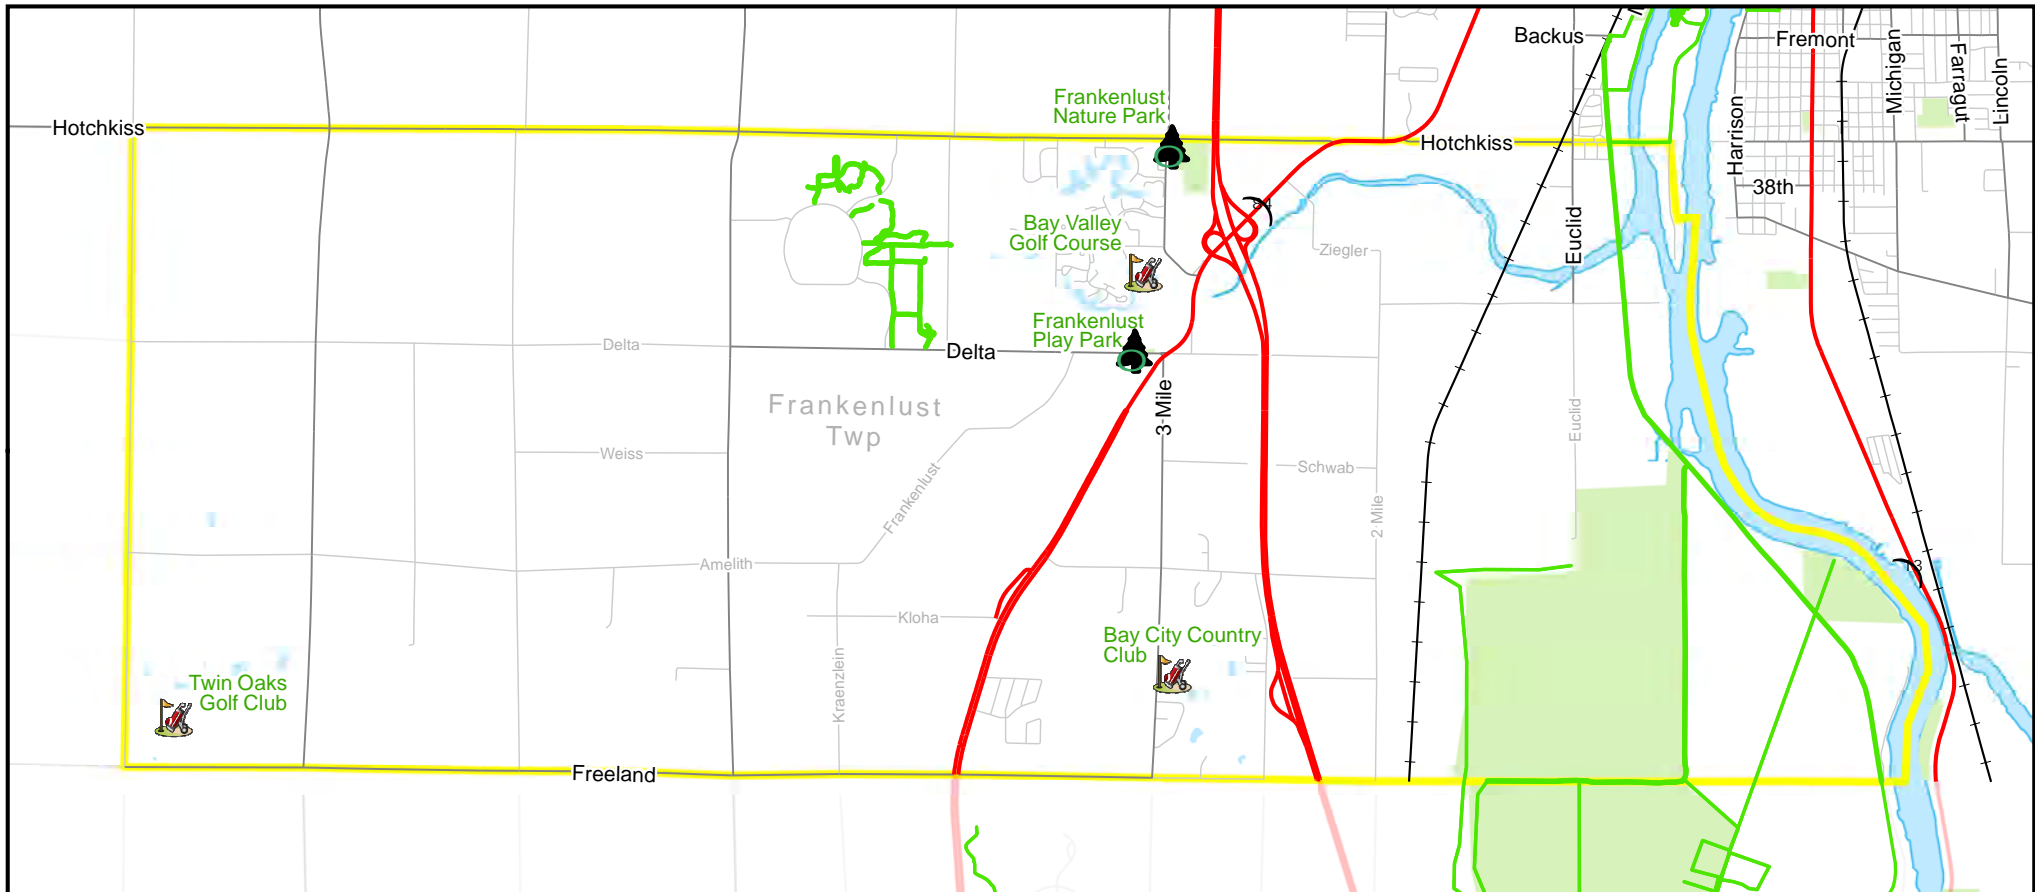 Backus
Fremont
Michigan
Farragut
Lincoln
Frankenlust
Nature Park
Harrison
Hotchkiss
Hotchkiss
38th
84
Bay Valley
Golf Course
Euclid
Ziegler
Frankenlust
Play Park
Delta
Delta
3-Mile
Frankenlust
Twp
Euclid
Weiss
Frankenlust
Schwab
2 Mile
Amelith
13
Kloha
Bay City Country
Club
Kraenzlein
Twin Oaks
Golf Club
Freeland